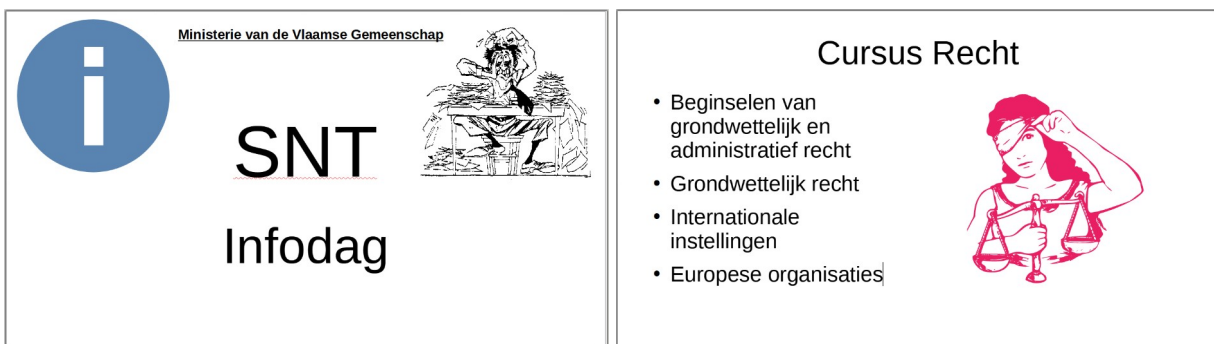 i
Ministerie van de Vlaamse Gemeenschap
SNT
Infodag
Cursus Recht
• Beginselen van
grondwettelijk en
administratief recht
• Grondwettelijk recht
• Internationale
instellingen
• Europese organisaties